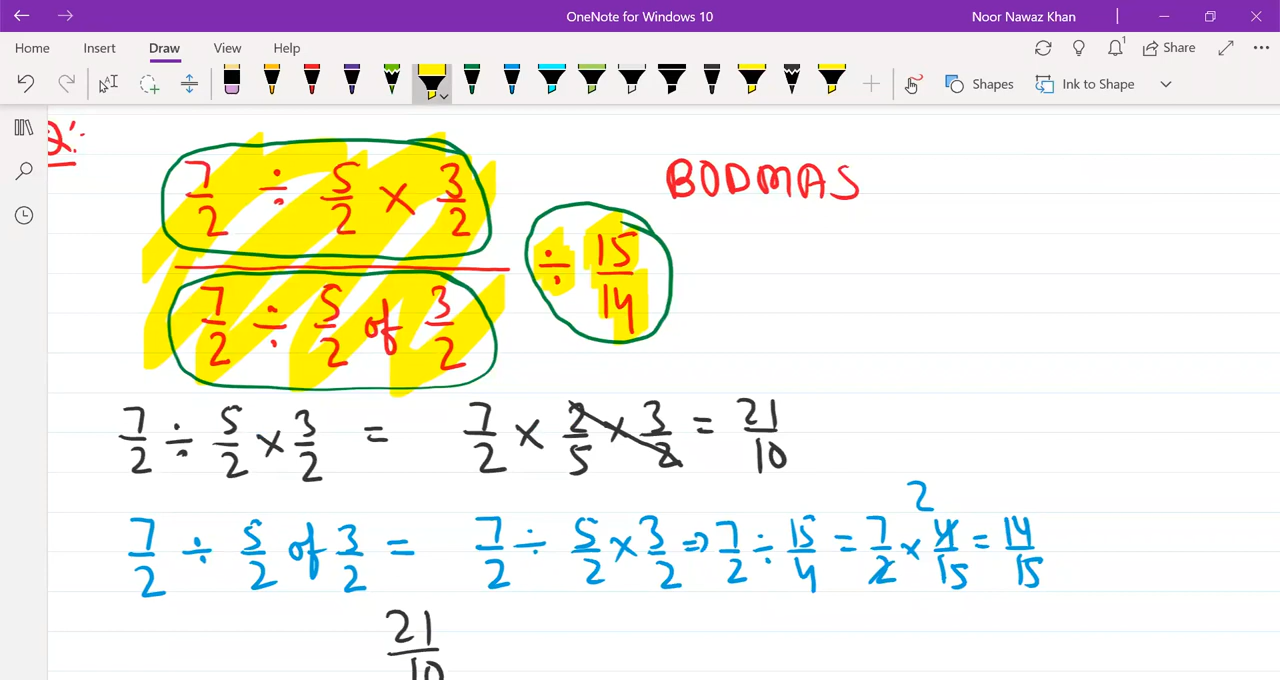 OneNote for Windows 10
Noor Nawaz Khan
Home Insert Draw View Help
1
Share
Shapes
Ink to Shape
Q:
7/2 ÷ 5/2 × 3/2
7/2 ÷ 5/2 of 3/2
÷ 15/14
BODMAS
7/2 ÷ 5/2 × 3/2 = 7/2 × 2/5 × 3/2 = 21/10
2
7/2 ÷ 5/2 of 3/2 = 7/2 ÷ 5/2 × 3/2 ⇒ 7/2 ÷ 15/4 = 7/2 × 4/15 = 14/15
21/10